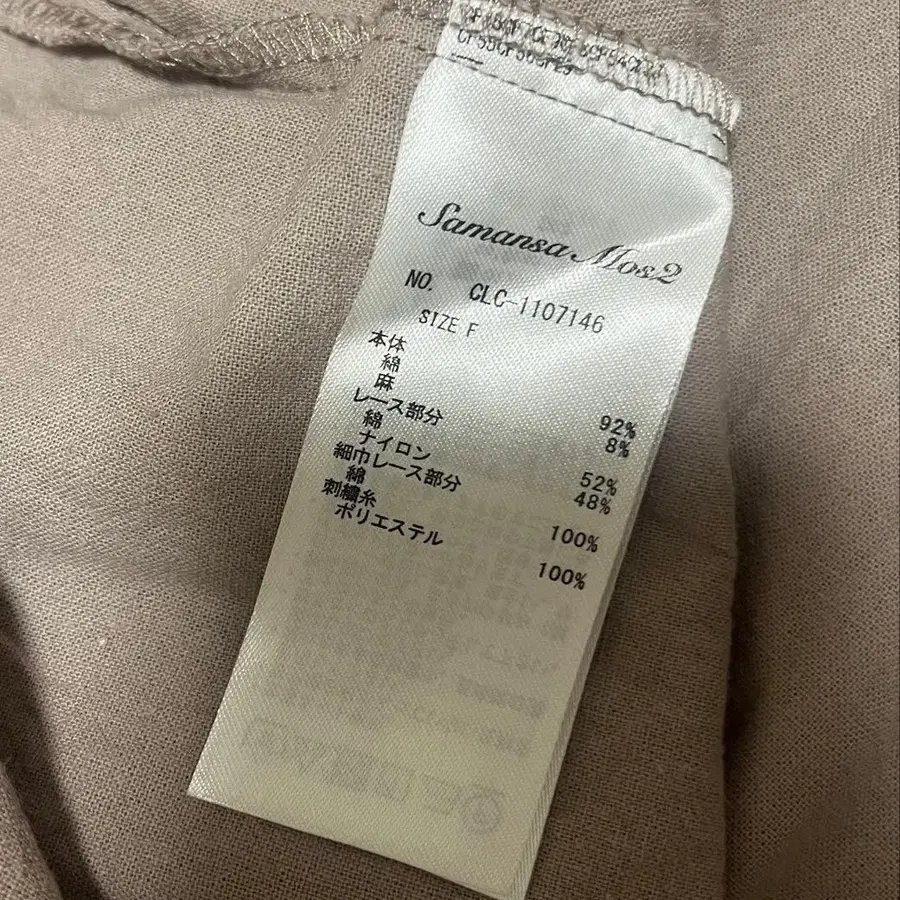 Samansa Mos2
NO. CLC-1107146
SIZE F
本体
綿 92%
麻 8%
レース部分
綿 52%
ナイロン 48%
細巾レース部分
綿 100%
刺繍糸
ポリエステル 100%